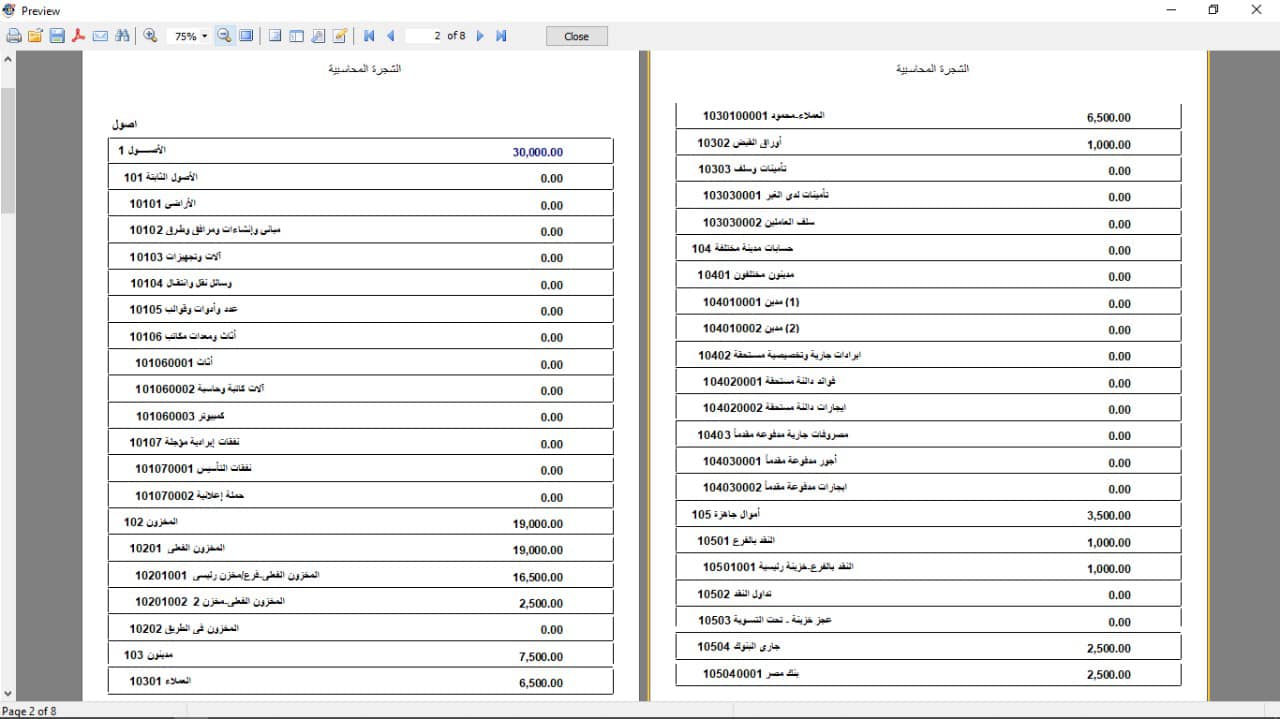 Preview
75%
2 of 8
Close
الشجرة المحاسبية
اصول
1 الأصــــول 30,000.00
101 الأصول الثابتة 0.00
10101 الأراضي 0.00
10102 مباني وإنشاءات ومرافق وطرق 0.00
10103 آلات وتجهيزات 0.00
10104 وسائل نقل وانتقال 0.00
10105 عدد وأدوات وقوالب 0.00
10106 أثاث ومعدات مكاتب 0.00
101060001 أثاث 0.00
101060002 آلات كاتبة وحاسبة 0.00
101060003 كمبيوتر 0.00
10107 نفقات إيرادية مؤجلة 0.00
101070001 نفقات التأسيس 0.00
101070002 حملة إعلانية 0.00
102 المخزون 19,000.00
10201 المخزون الفعلى 19,000.00
10201001 المخزون الفعلى-فرع/مخزن رئيسى 16,500.00
10201002 المخزون الفعلى-مخزن 2 2,500.00
10202 المخزون فى الطريق 0.00
103 مدينون 7,500.00
10301 العملاء 6,500.00
الشجرة المحاسبية
1030100001 العملاء-محمود 6,500.00
10302 أوراق القبض 1,000.00
10303 تأمينات وسلف 0.00
103030001 تأمينات لدى الغير 0.00
103030002 سلف العاملين 0.00
104 حسابات مدينة مختلفة 0.00
10401 مدينون مختلفون 0.00
104010001 مدين (1) 0.00
104010002 مدين (2) 0.00
10402 ايرادات جارية وتخصيصية مستحقة 0.00
104020001 فوائد دائنة مستحقة 0.00
104020002 ايجارات دائنة مستحقة 0.00
10403 مصروفات جارية مدفوعه مقدماً 0.00
104030001 أجور مدفوعة مقدماً 0.00
104030002 ايجارات مدفوعة مقدماً 0.00
105 أموال جاهزة 3,500.00
10501 النقد بالفرع 1,000.00
10501001 النقد بالفرع-خزينة رئيسية 1,000.00
10502 تداول النقد 0.00
10503 عجز خزينة - تحت التسوية 0.00
10504 جارى البنوك 2,500.00
105040001 بنك مصر 2,500.00
Page 2 of 8